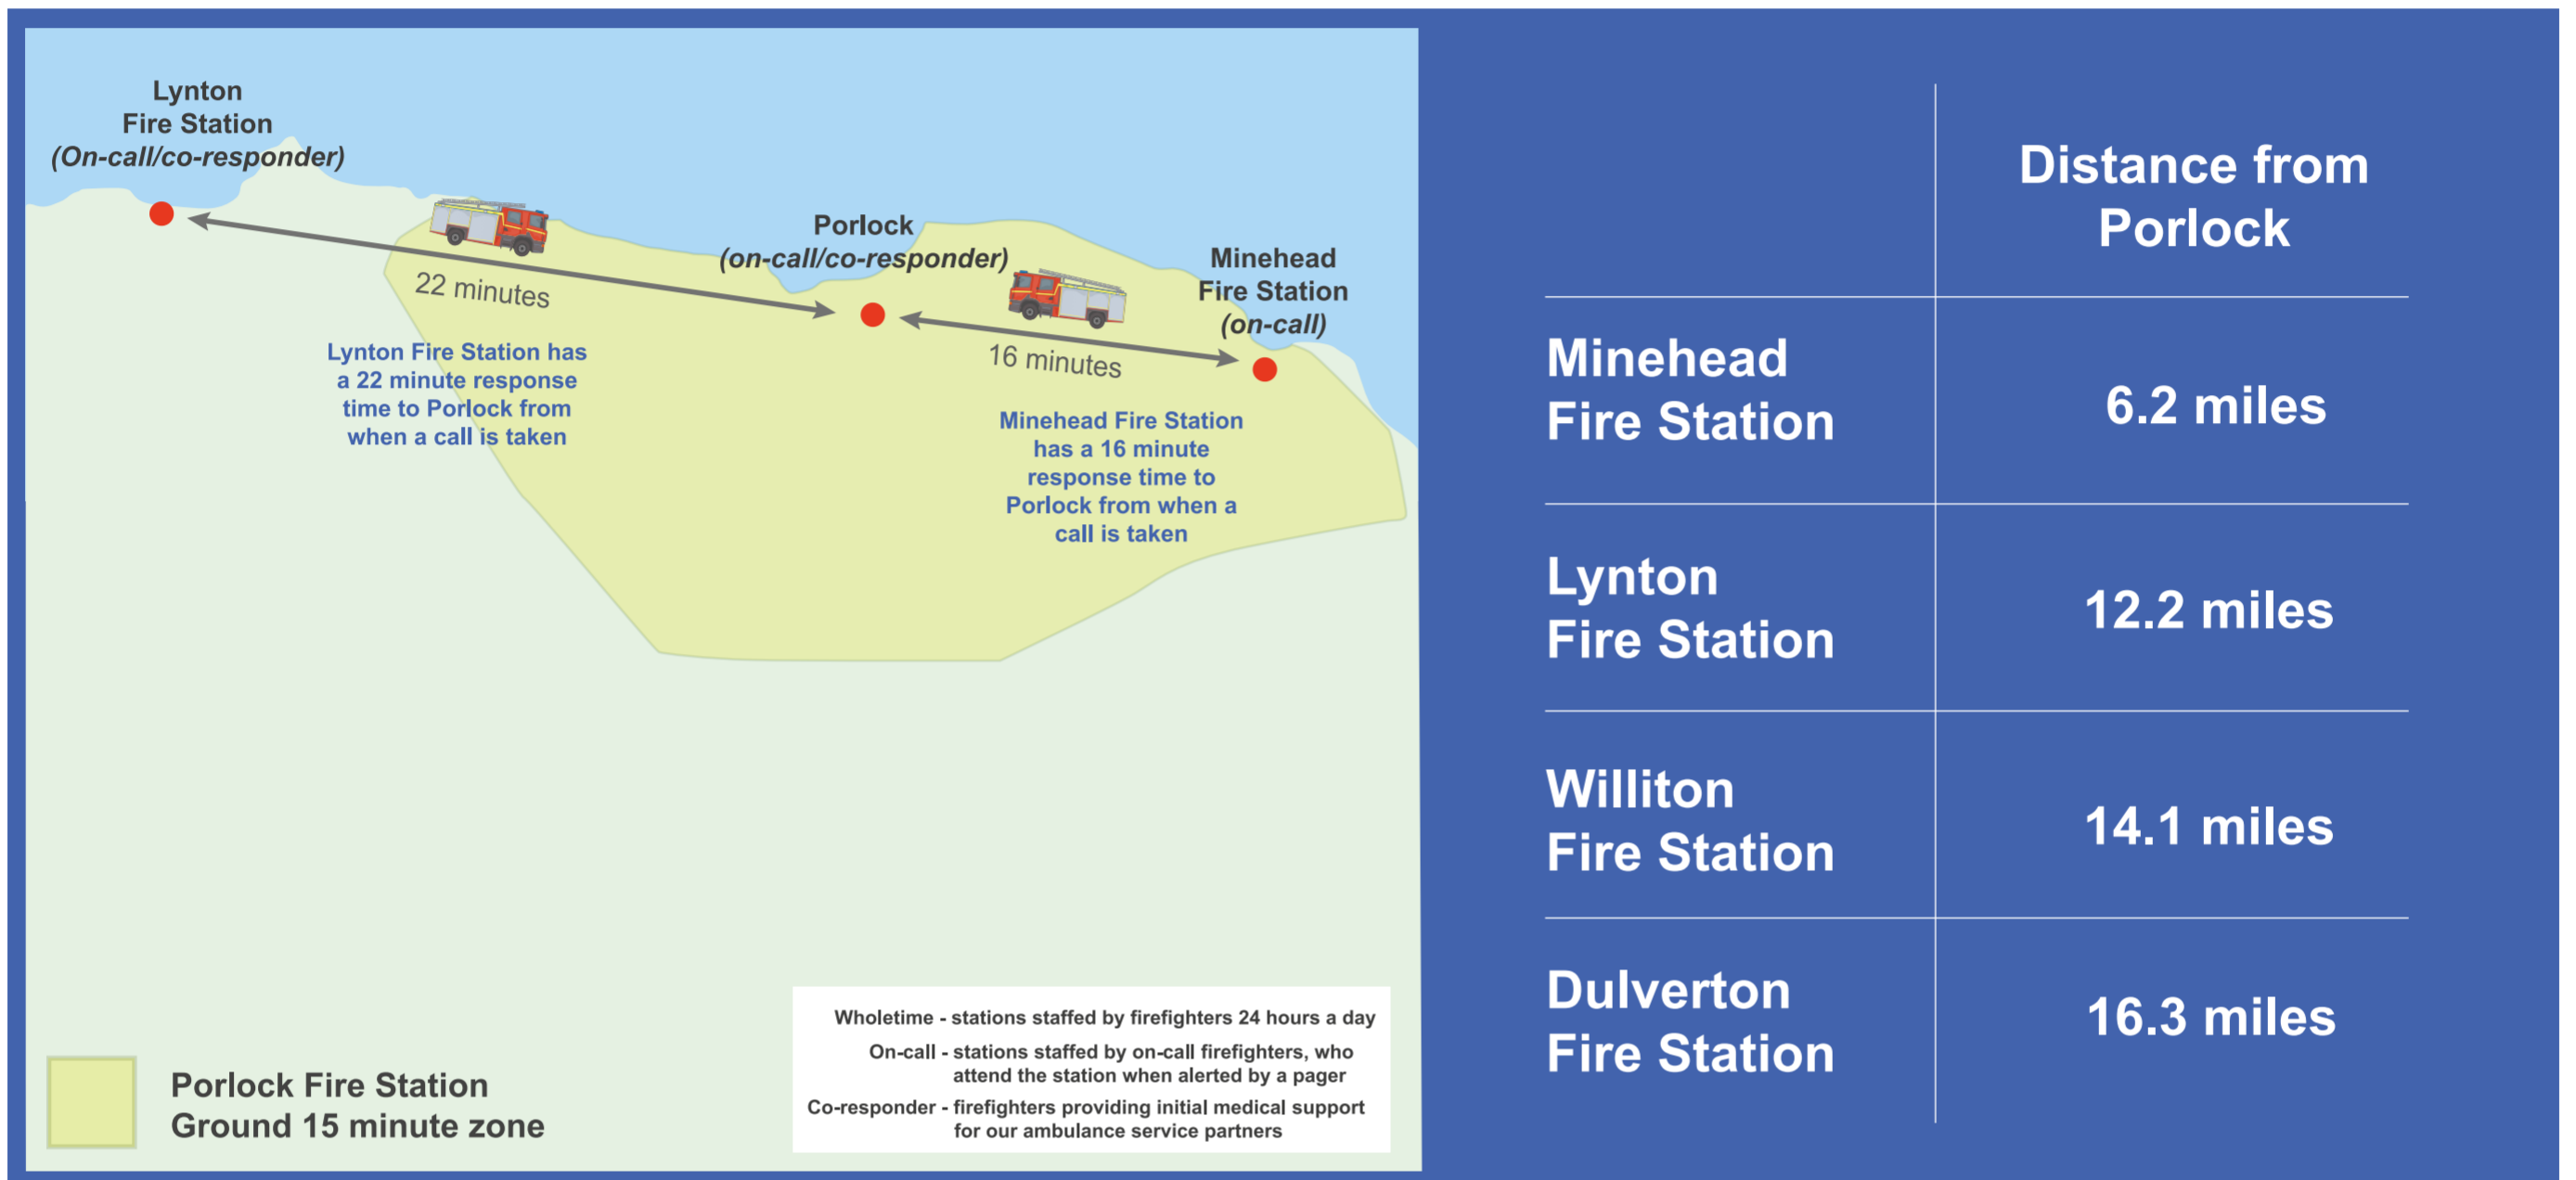 Lynton
Fire Station
(On-call/co-responder)
22 minutes
Lynton Fire Station has
a 22 minute response
time to Porlock from
when a call is taken
Porlock
(on-call/co-responder)
16 minutes
Minehead
Fire Station
(on-call)
Minehead Fire Station
has a 16 minute
response time to
Porlock from when a
call is taken
Porlock Fire Station
Ground 15 minute zone
Wholetime - stations staffed by firefighters 24 hours a day
On-call - stations staffed by on-call firefighters, who
attend the station when alerted by a pager
Co-responder - firefighters providing initial medical support
for our ambulance service partners
Distance from
Porlock
Minehead
Fire Station
6.2 miles
Lynton
Fire Station
12.2 miles
Williton
Fire Station
14.1 miles
Dulverton
Fire Station
16.3 miles